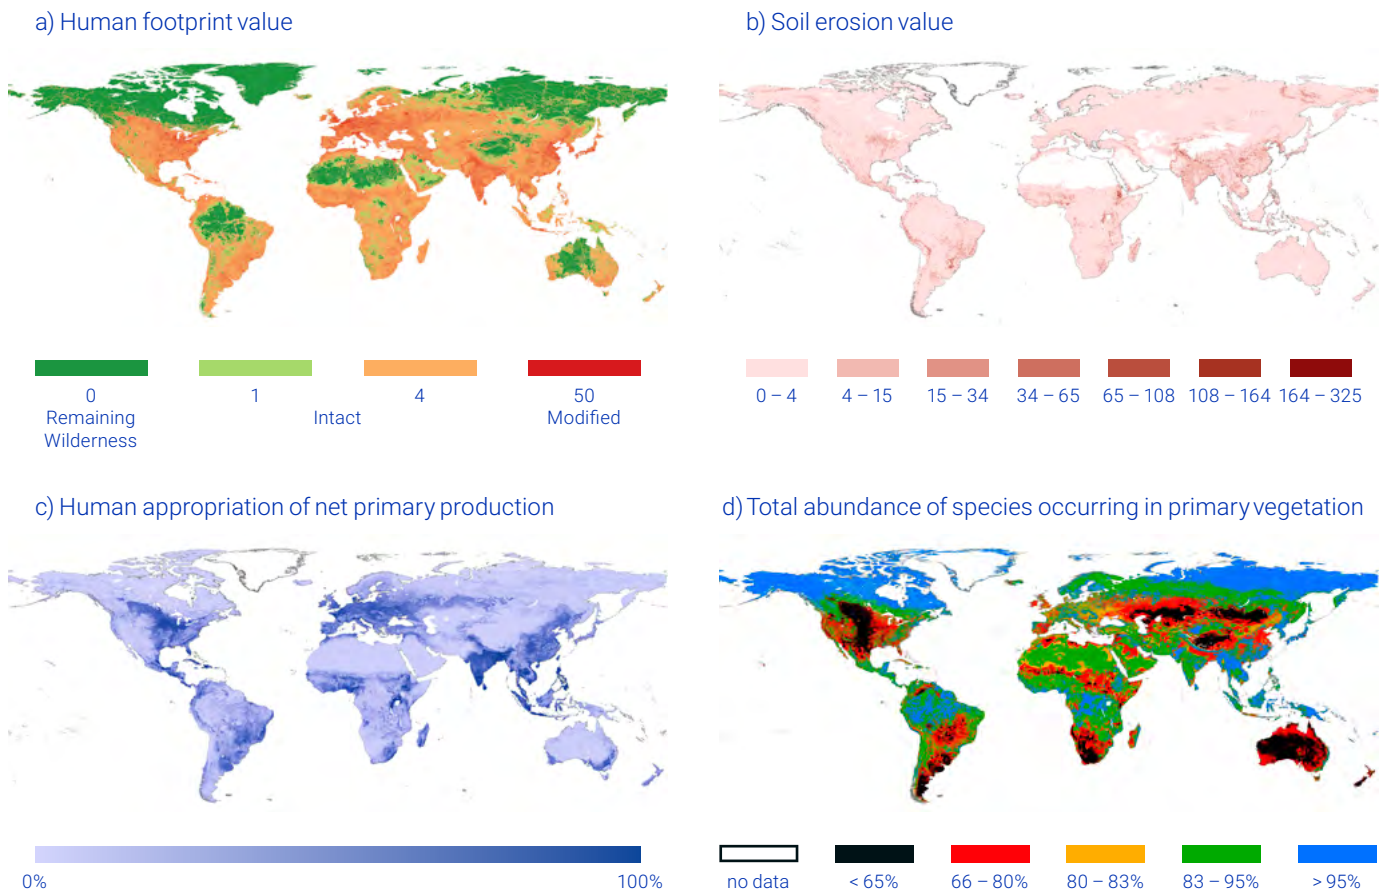 a) Human footprint value
b) Soil erosion value
0
1
4
50
Remaining
Wilderness
Intact
Modified
0 – 4
4 – 15
15 – 34
34 – 65
65 – 108
108 – 164
164 – 325
c) Human appropriation of net primary production
d) Total abundance of species occurring in primary vegetation
0%
100%
no data
< 65%
66 – 80%
80 – 83%
83 – 95%
> 95%